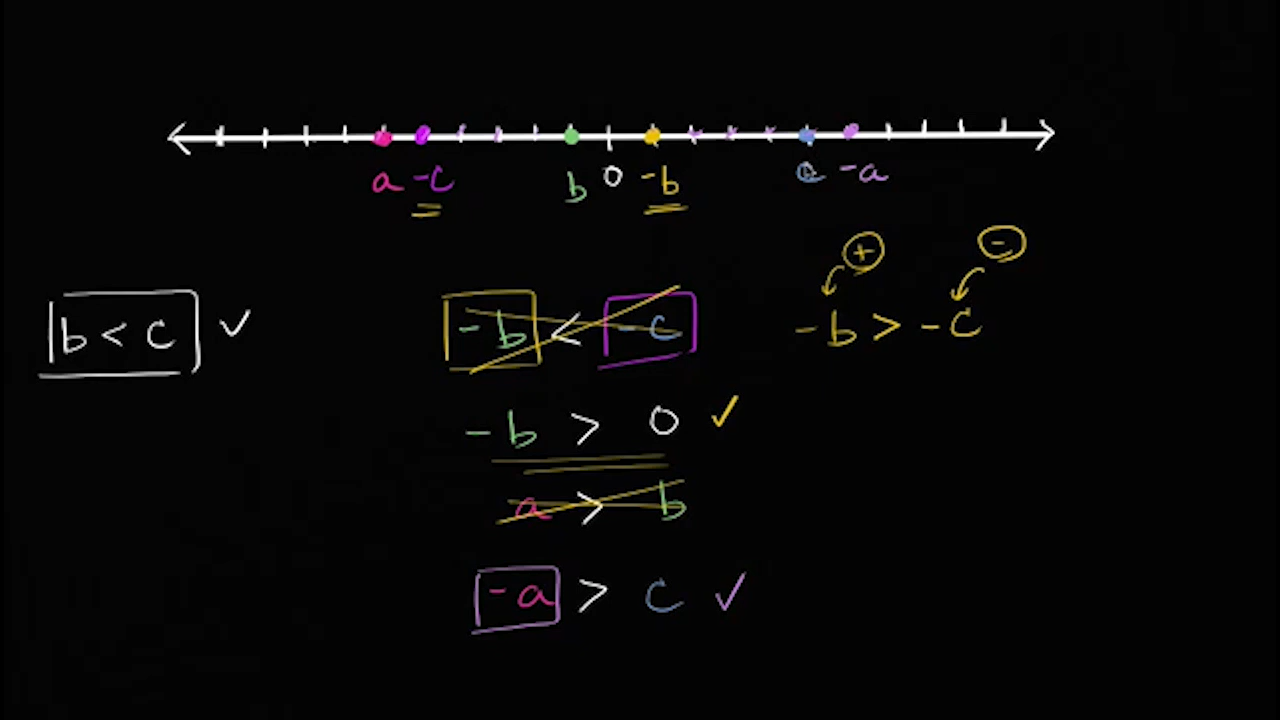 a -c b 0 -b c -a
+ -
b < c ✓ -b < -c -b > -c
-b > 0 ✓
a > b
-a > c ✓